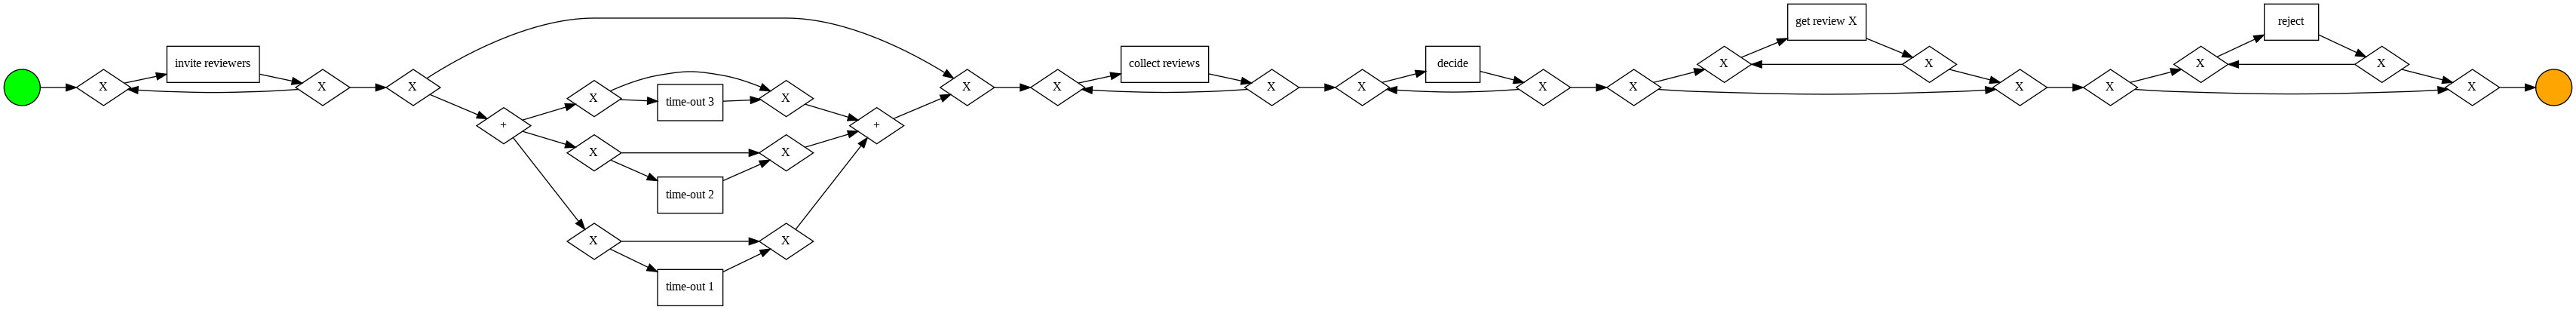 X
invite reviewers
X
X
+
X
time-out 3
X
X
time-out 2
X
X
time-out 1
X
+
X
X
collect reviews
X
X
decide
X
X
X
get review X
X
X
X
X
reject
X
X